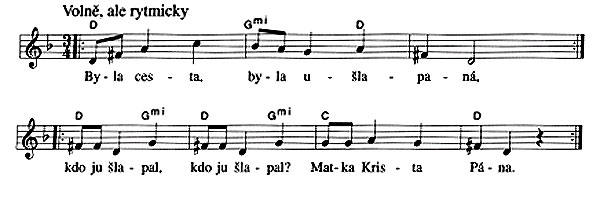 Volně, ale rytmicky
D Gmi D
By - la ces - ta, by - la u - šla - pa - ná,
D Gmi D Gmi C D
kdo ju šla - pal, kdo ju šla - pal? Mat - ka Kris - ta Pá - na.